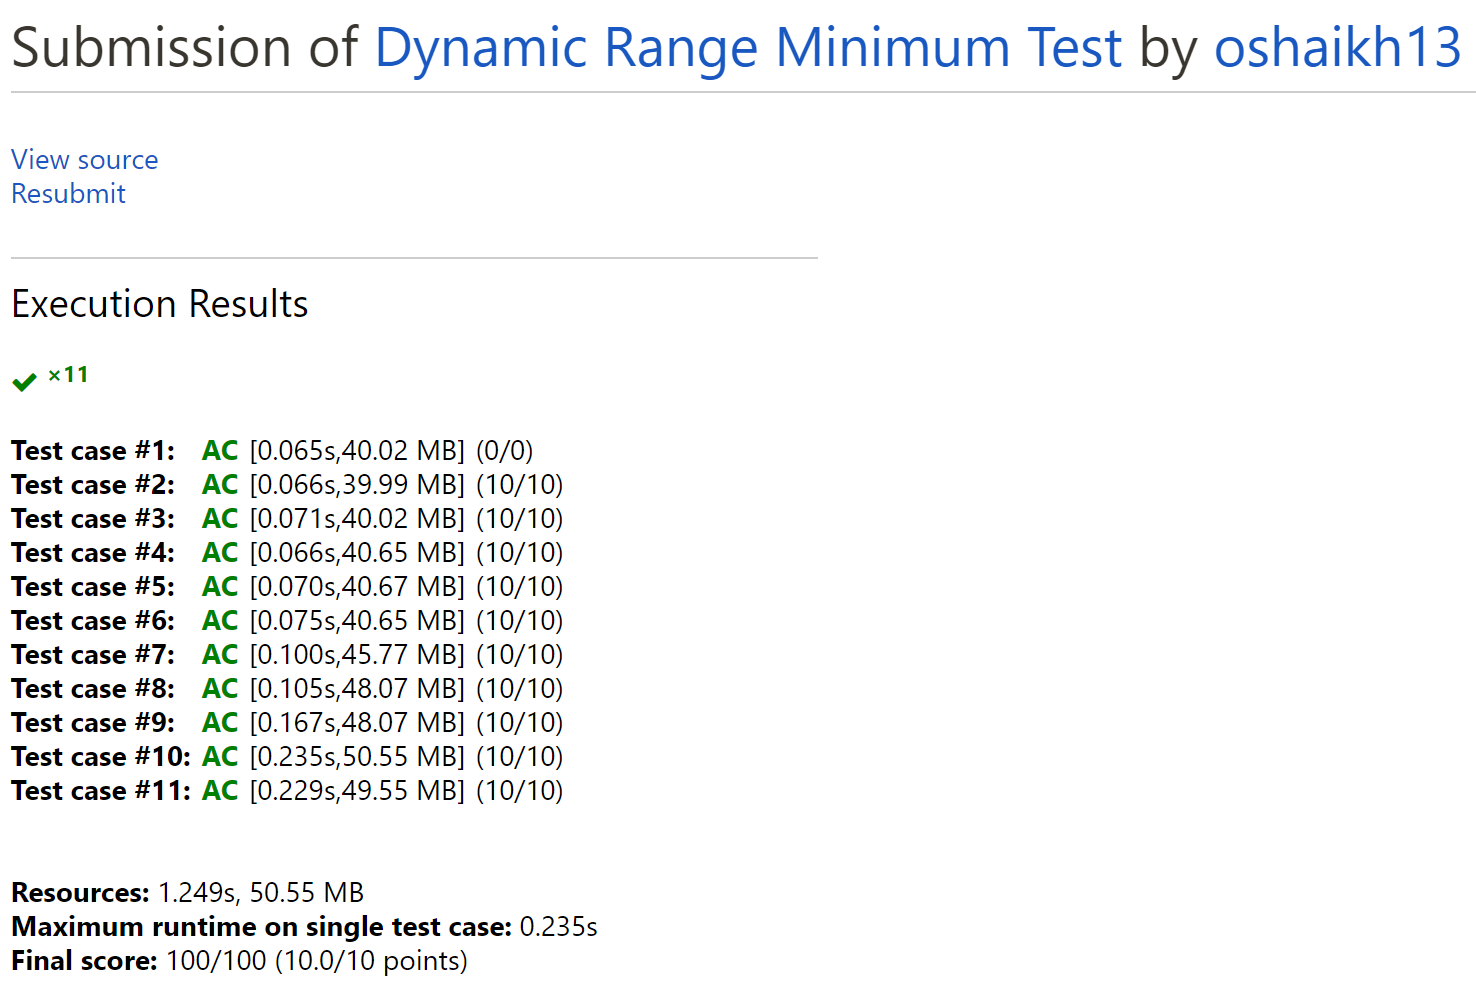 Submission of Dynamic Range Minimum Test by oshaikh13
View source
Resubmit
Execution Results
×11
Test case #1: AC [0.065s,40.02 MB] (0/0)
Test case #2: AC [0.066s,39.99 MB] (10/10)
Test case #3: AC [0.071s,40.02 MB] (10/10)
Test case #4: AC [0.066s,40.65 MB] (10/10)
Test case #5: AC [0.070s,40.67 MB] (10/10)
Test case #6: AC [0.075s,40.65 MB] (10/10)
Test case #7: AC [0.100s,45.77 MB] (10/10)
Test case #8: AC [0.105s,48.07 MB] (10/10)
Test case #9: AC [0.167s,48.07 MB] (10/10)
Test case #10: AC [0.235s,50.55 MB] (10/10)
Test case #11: AC [0.229s,49.55 MB] (10/10)
Resources: 1.249s, 50.55 MB
Maximum runtime on single test case: 0.235s
Final score: 100/100 (10.0/10 points)